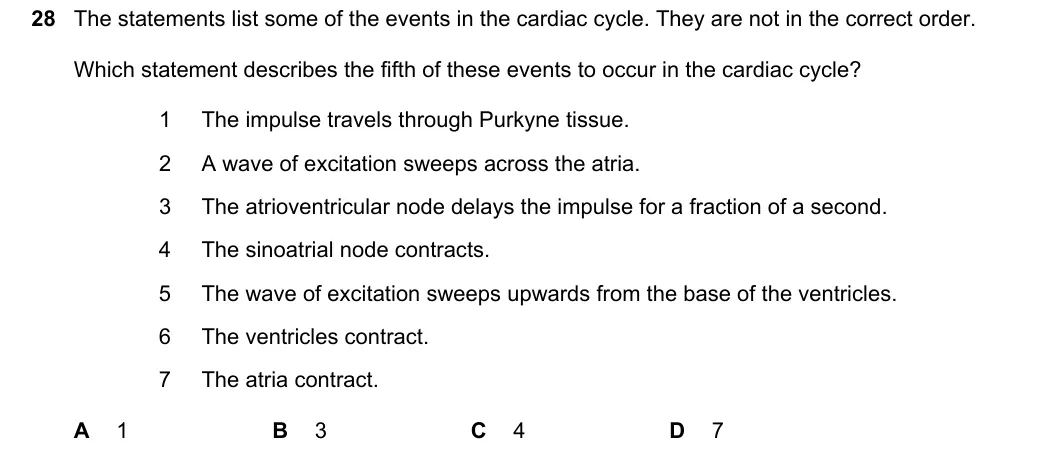 28 The statements list some of the events in the cardiac cycle. They are not in the correct order.
Which statement describes the fifth of these events to occur in the cardiac cycle?
1 The impulse travels through Purkyne tissue.
2 A wave of excitation sweeps across the atria.
3 The atrioventricular node delays the impulse for a fraction of a second.
4 The sinoatrial node contracts.
5 The wave of excitation sweeps upwards from the base of the ventricles.
6 The ventricles contract.
7 The atria contract.
A 1 B 3 C 4 D 7